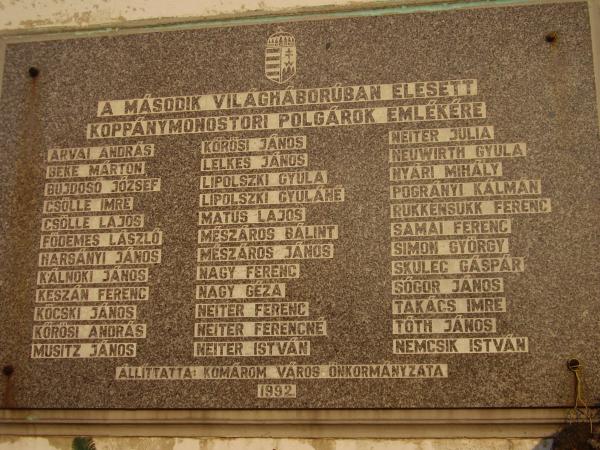 A MÁSODIK VILÁGHÁBORÚBAN ELESETT
KOPPÁNYMONOSTORI POLGÁROK EMLÉKÉRE
ÁRVAI ANDRÁS
BEKE MÁRTON
BUJDOSÓ JÓZSEF
CSÖLLE IMRE
CSÖLLE LAJOS
FÖDÉMES LÁSZLÓ
HARSÁNYI JÁNOS
KÁLNOKI JÁNOS
KESZÁN FERENC
KOCSKI JÁNOS
KŐRÖSI ANDRÁS
MUSITZ JÁNOS
KŐRÖSI JÁNOS
LELKES JÁNOS
LIPOLSZKI GYULA
LIPOLSZKI GYULÁNÉ
MATUS LAJOS
MÉSZÁROS BÁLINT
MÉSZÁROS JÁNOS
NAGY FERENC
NAGY GÉZA
NEITER FERENC
NEITER FERENCNÉ
NEITER ISTVÁN
NEITER JÚLIA
NEUWIRTH GYULA
NYÁRI MIHÁLY
POGRÁNYI KÁLMÁN
RUKKENSUKK FERENC
SAMAI FERENC
SIMON GYÖRGY
SKULEC GÁSPÁR
SÓGOR JÁNOS
TAKÁCS IMRE
TÓTH JÁNOS
NEMCSIK ISTVÁN
ÁLLÍTTATTA: KOMÁROM VÁROS ÖNKORMÁNYZATA
1992